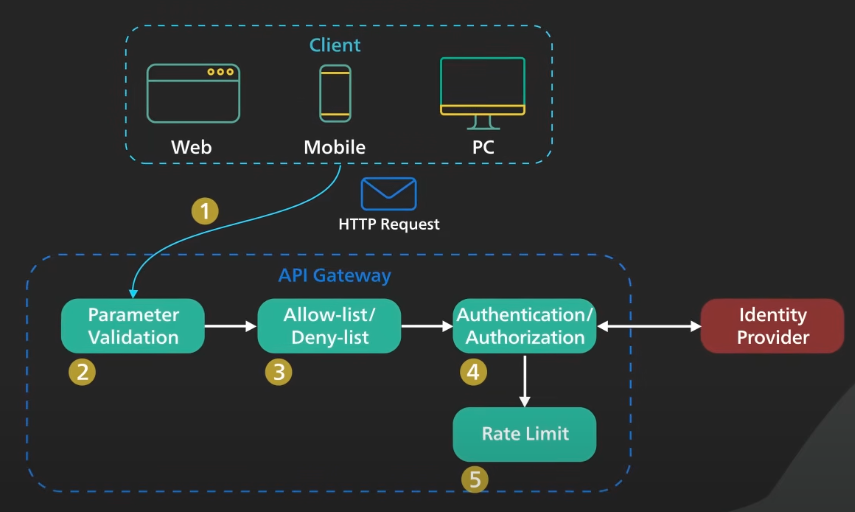 Client
Web
Mobile
PC
1
HTTP Request
API Gateway
Parameter
Validation
Allow-list/
Deny-list
Authentication/
Authorization
Identity
Provider
2
3
4
Rate Limit
5